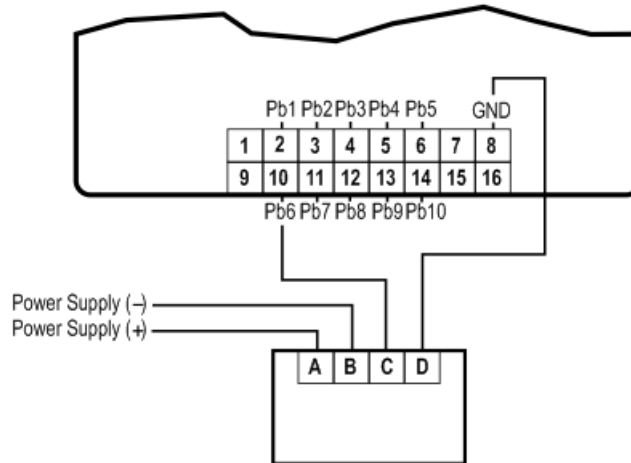 Pb1 Pb2 Pb3 Pb4 Pb5 GND
1 2 3 4 5 6 7 8
9 10 11 12 13 14 15 16
Pb6 Pb7 Pb8 Pb9 Pb10
Power Supply (–)
Power Supply (+)
A B C D